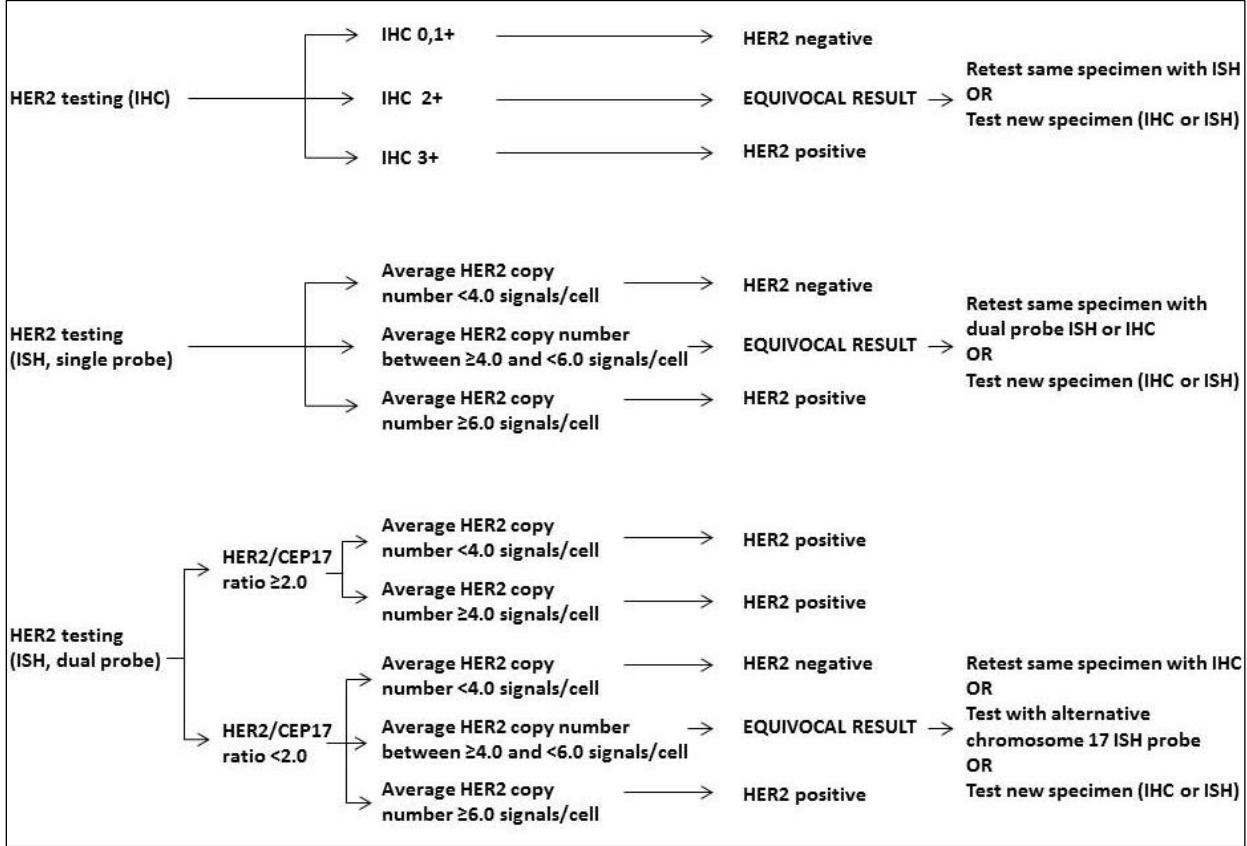 HER2 testing (IHC)
IHC 0,1+
HER2 negative
IHC 2+
EQUIVOCAL RESULT
Retest same specimen with ISH
OR
Test new specimen (IHC or ISH)
IHC 3+
HER2 positive
HER2 testing
(ISH, single probe)
Average HER2 copy
number <4.0 signals/cell
HER2 negative
Average HER2 copy number
between ≥4.0 and <6.0 signals/cell
EQUIVOCAL RESULT
Retest same specimen with
dual probe ISH or IHC
OR
Test new specimen (IHC or ISH)
Average HER2 copy
number ≥6.0 signals/cell
HER2 positive
HER2 testing
(ISH, dual probe)
HER2/CEP17
ratio ≥2.0
Average HER2 copy
number <4.0 signals/cell
HER2 positive
Average HER2 copy
number ≥4.0 signals/cell
HER2 positive
HER2/CEP17
ratio <2.0
Average HER2 copy
number <4.0 signals/cell
HER2 negative
Average HER2 copy number
between ≥4.0 and <6.0 signals/cell
EQUIVOCAL RESULT
Retest same specimen with IHC
OR
Test with alternative
chromosome 17 ISH probe
OR
Test new specimen (IHC or ISH)
Average HER2 copy
number ≥6.0 signals/cell
HER2 positive